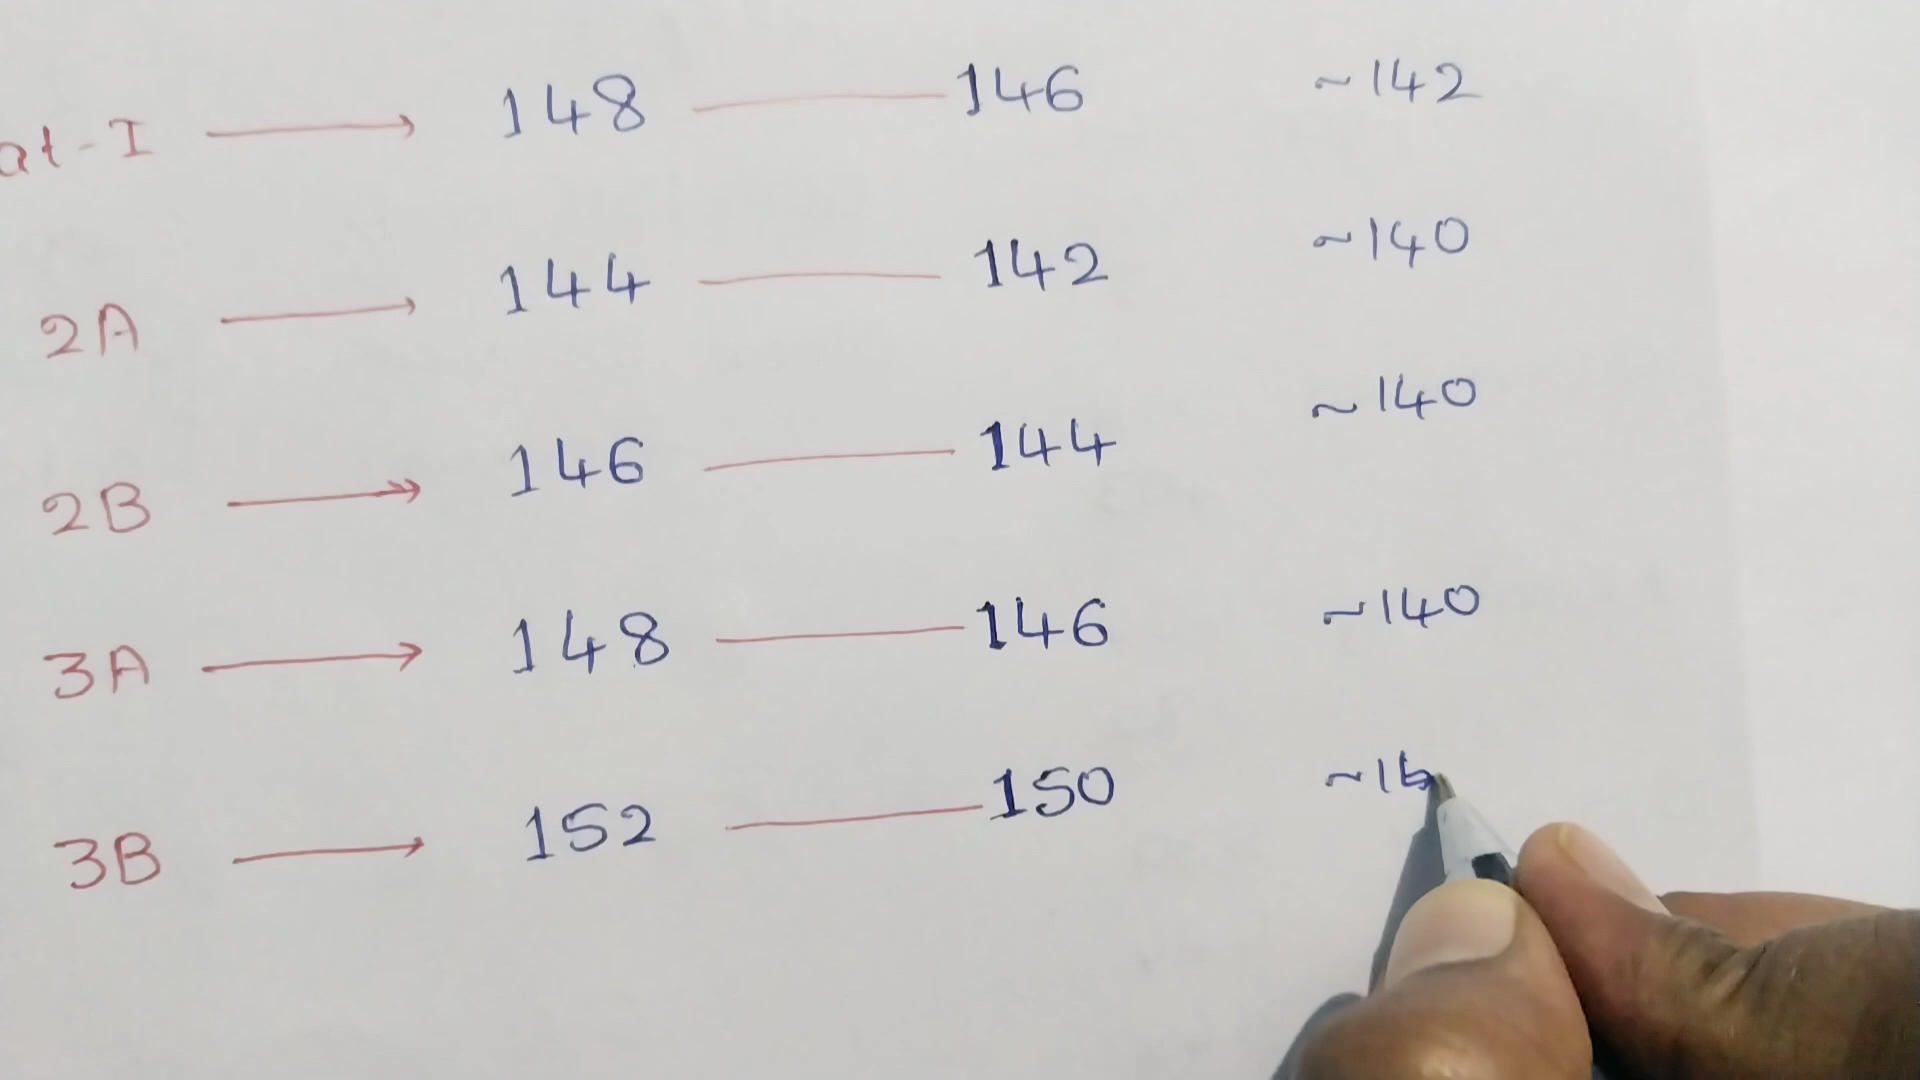 at-I → 148 — 146 ~142
2A → 144 — 142 ~140
2B → 146 — 144 ~140
3A → 148 — 146 ~140
3B → 152 — 150 ~14